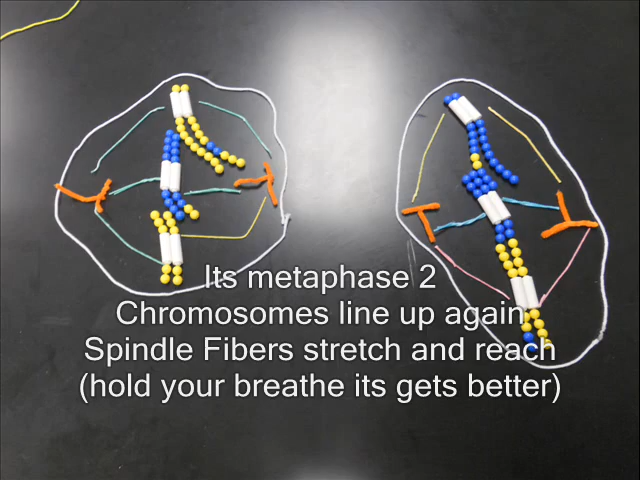 Its metaphase 2
Chromosomes line up again
Spindle Fibers stretch and reach
(hold your breathe its gets better)